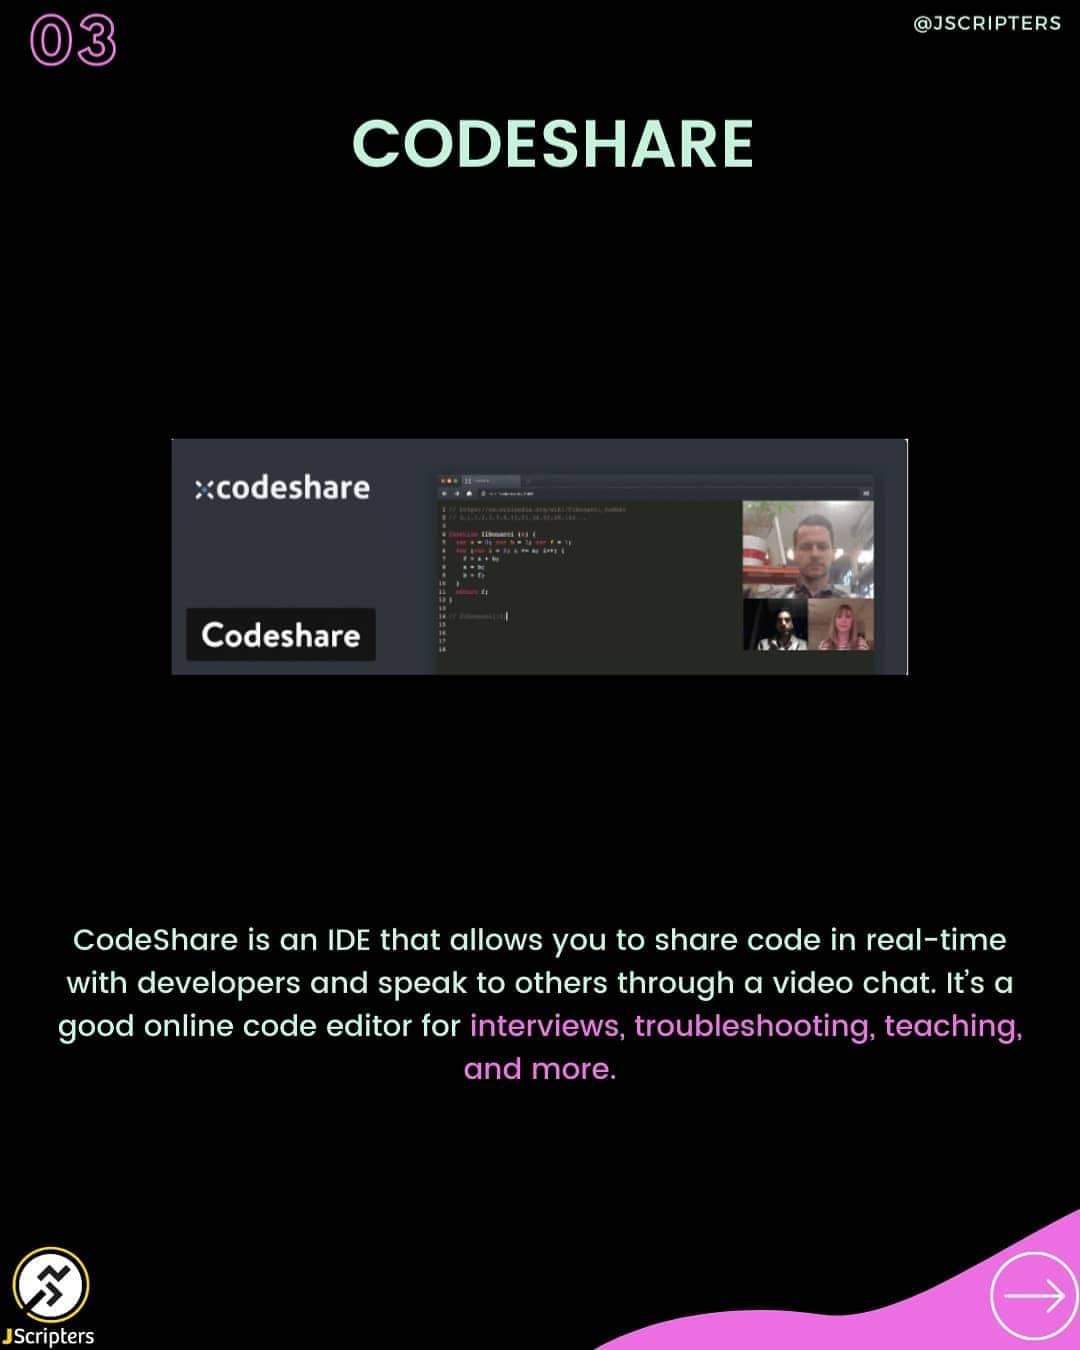 03
@JSCRIPTERS
CODESHARE
codeshare
Codeshare
CodeShare is an IDE that allows you to share code in real-time
with developers and speak to others through a video chat. It's a
good online code editor for interviews, troubleshooting, teaching,
and more.
JScripters